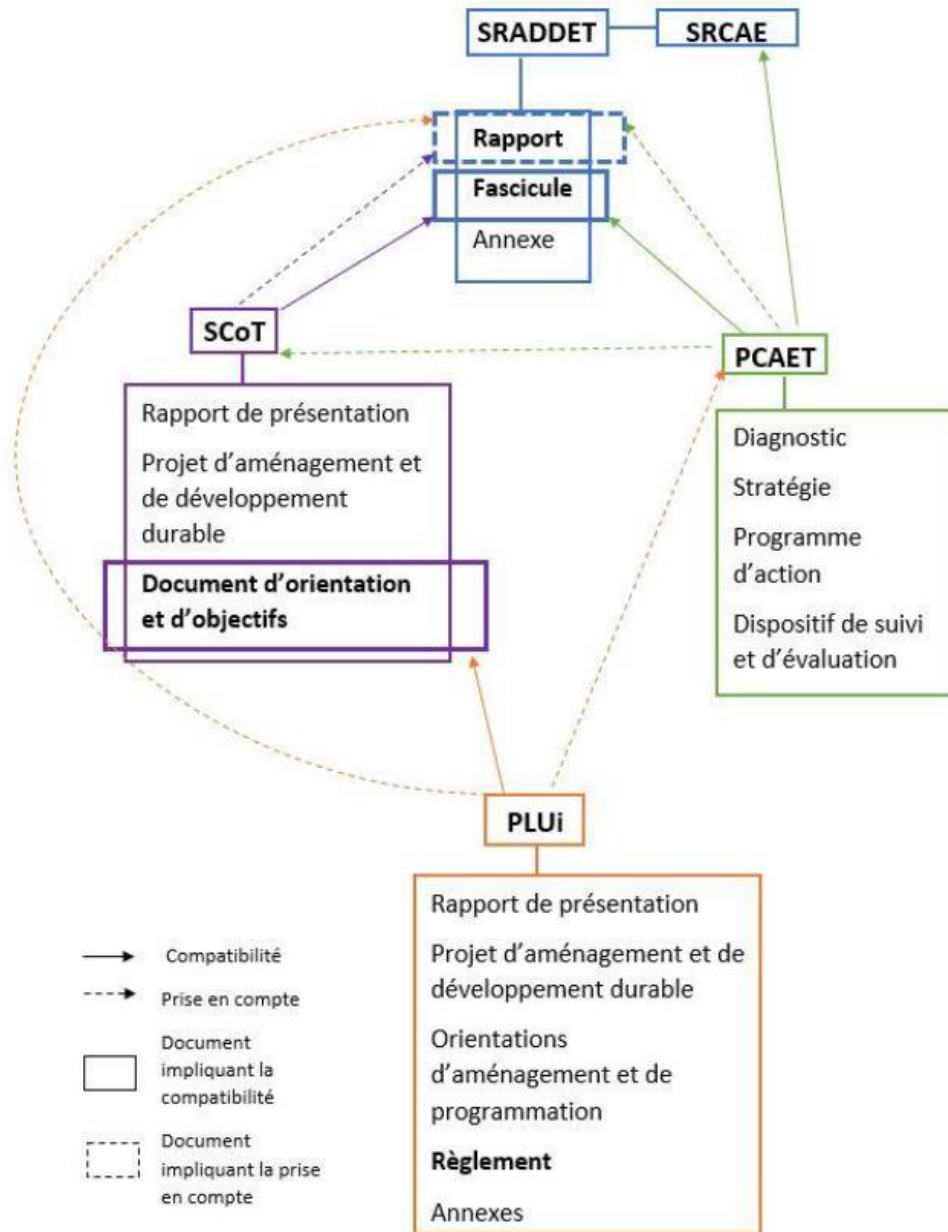 SRADDET
SRCAE
Rapport
Fascicule
Annexe
SCoT
PCAET
Rapport de présentation
Projet d’aménagement et
de développement
durable
Document d’orientation
et d’objectifs
Diagnostic
Stratégie
Programme
d’action
Dispositif de suivi
et d’évaluation
PLUi
Rapport de présentation
Projet d’aménagement et de
développement durable
Orientations
d’aménagement et de
programmation
Règlement
Annexes
Compatibilité
Prise en compte
Document
impliquant la
compatibilité
Document
impliquant la prise
en compte